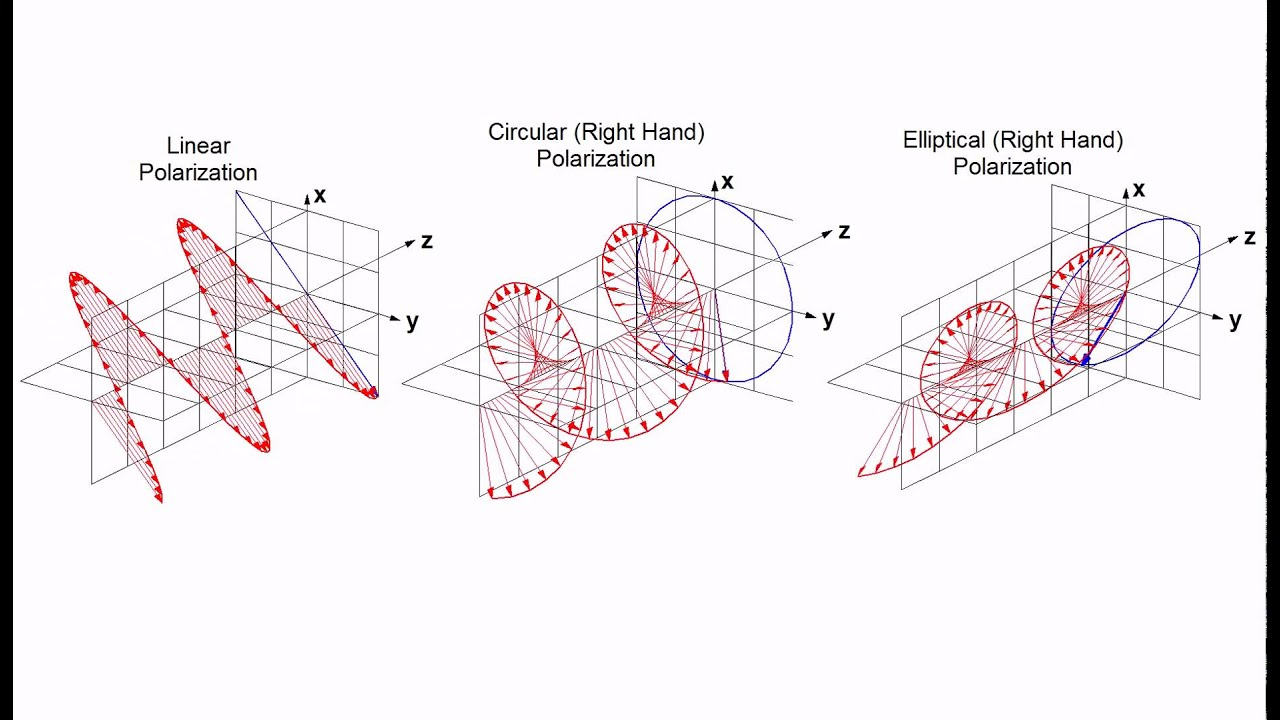 Linear
Polarization
x
z
y
Circular (Right Hand)
Polarization
x
z
y
Elliptical (Right Hand)
Polarization
x
z
y